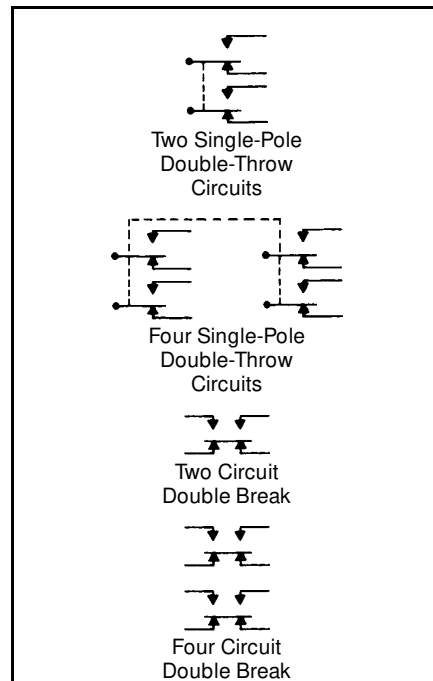 Two Single-Pole
Double-Throw
Circuits
Four Single-Pole
Double-Throw
Circuits
Two Circuit
Double Break
Four Circuit
Double Break